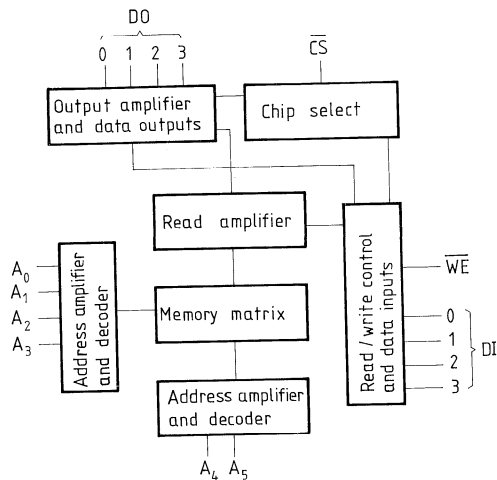 DO
0 1 2 3
C̅S̅
Output amplifier
and data outputs
Chip select
Read amplifier
Read/write control
and data inputs
A₀
A₁
A₂
A₃
Address amplifier
and decoder
Memory matrix
W̅E̅
0
1
2
3
DI
Address amplifier
and decoder
A₄ A₅